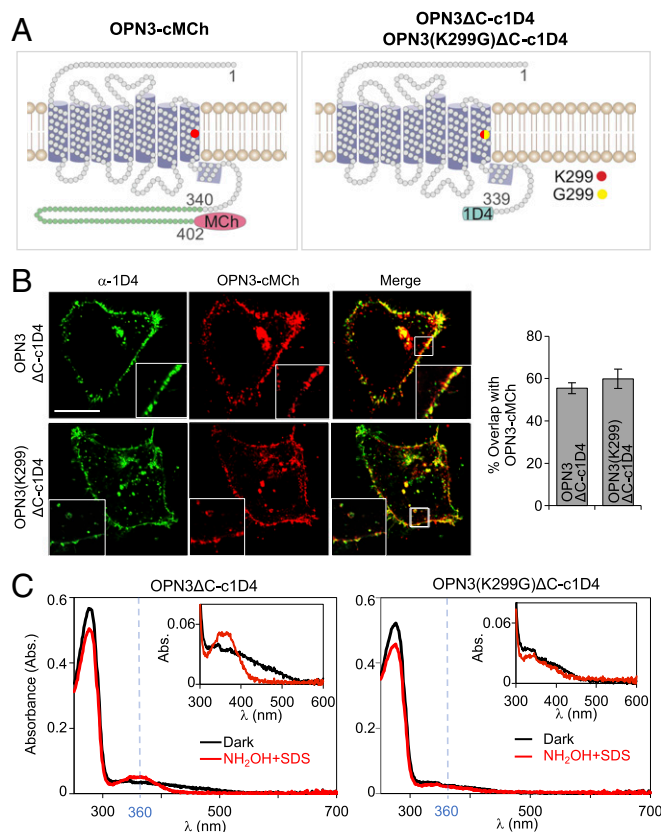 A
OPN3-cMCh
OPN3ΔC-c1D4
OPN3(K299G)ΔC-c1D4
1
340
402
MCh
1
339
1D4
K299
G299
B
α-1D4
OPN3-cMCh
Merge
OPN3
ΔC-c1D4
OPN3(K299)
ΔC-c1D4
% Overlap with
OPN3-cMCh
80
60
40
20
0
OPN3
ΔC-c1D4
OPN3(K299)
ΔC-c1D4
C
OPN3ΔC-c1D4
Absorbance (Abs.)
0.6
0.4
0.2
0
300
360
500
700
λ (nm)
Abs.
0.06
0
300
400
500
600
λ (nm)
Dark
NH₂OH+SDS
OPN3(K299G)ΔC-c1D4
0.6
0.4
0.2
0
300
360
500
700
λ (nm)
Abs.
0.06
0
300
400
500
600
λ (nm)
Dark
NH₂OH+SDS